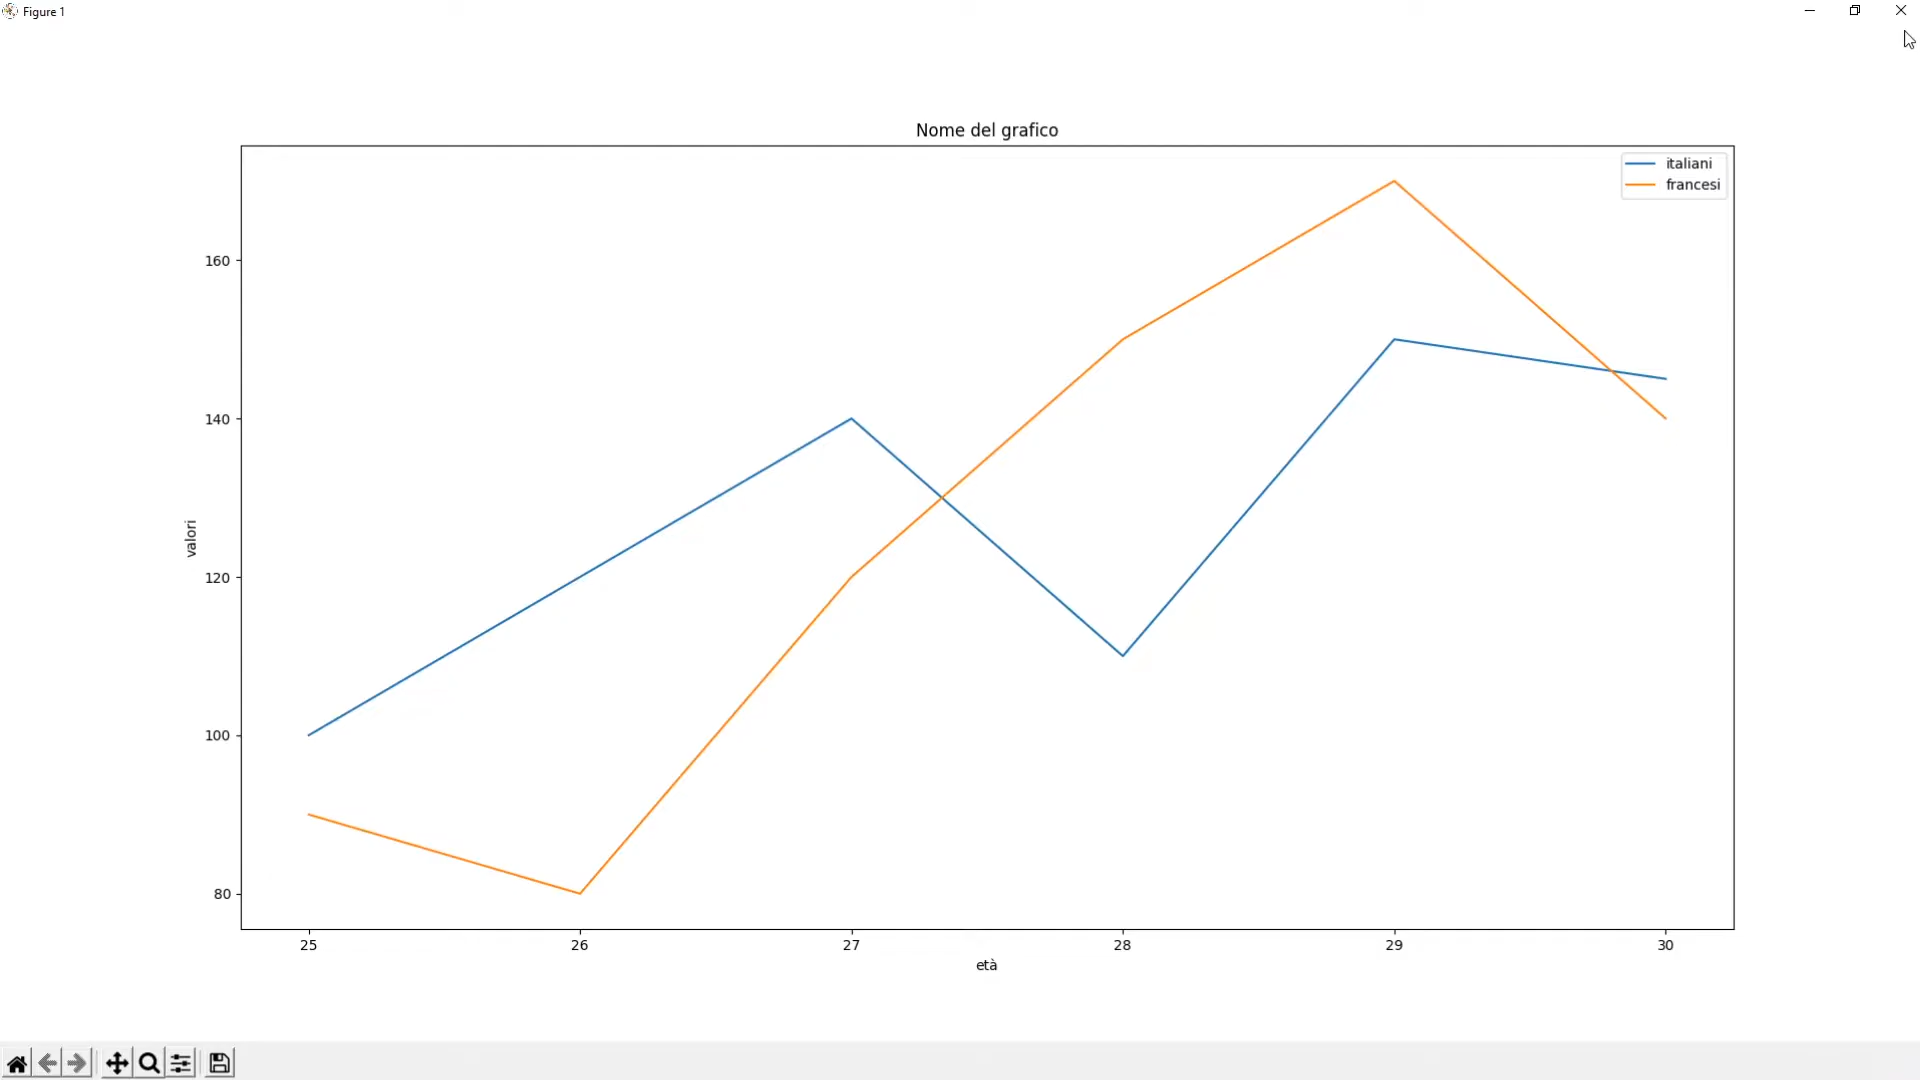 Figure 1
Nome del grafico
italiani
francesi
160
140
120
100
80
valori
25 26 27 28 29 30
età